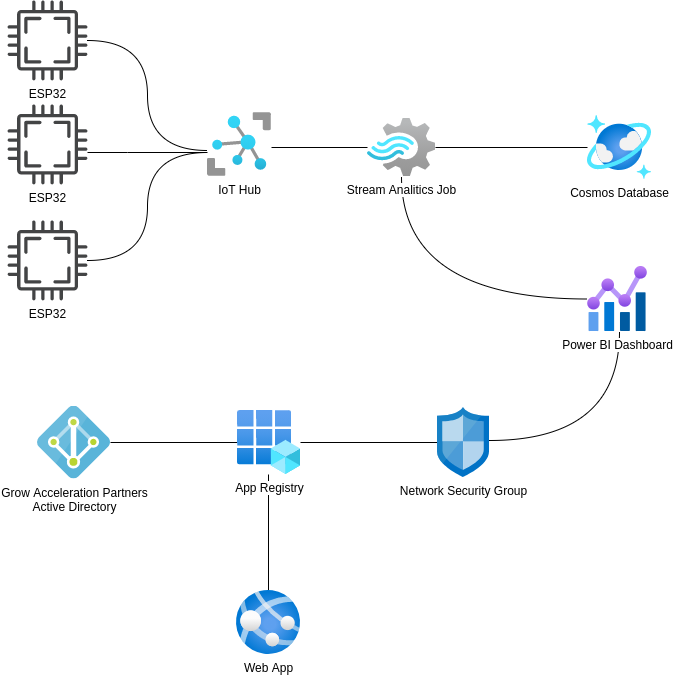 ESP32
ESP32
IoT Hub
Stream Analitics Job
Cosmos Database
ESP32
Power BI Dashboard
Grow Acceleration Partners
Active Directory
App Registry
Network Security Group
Web App